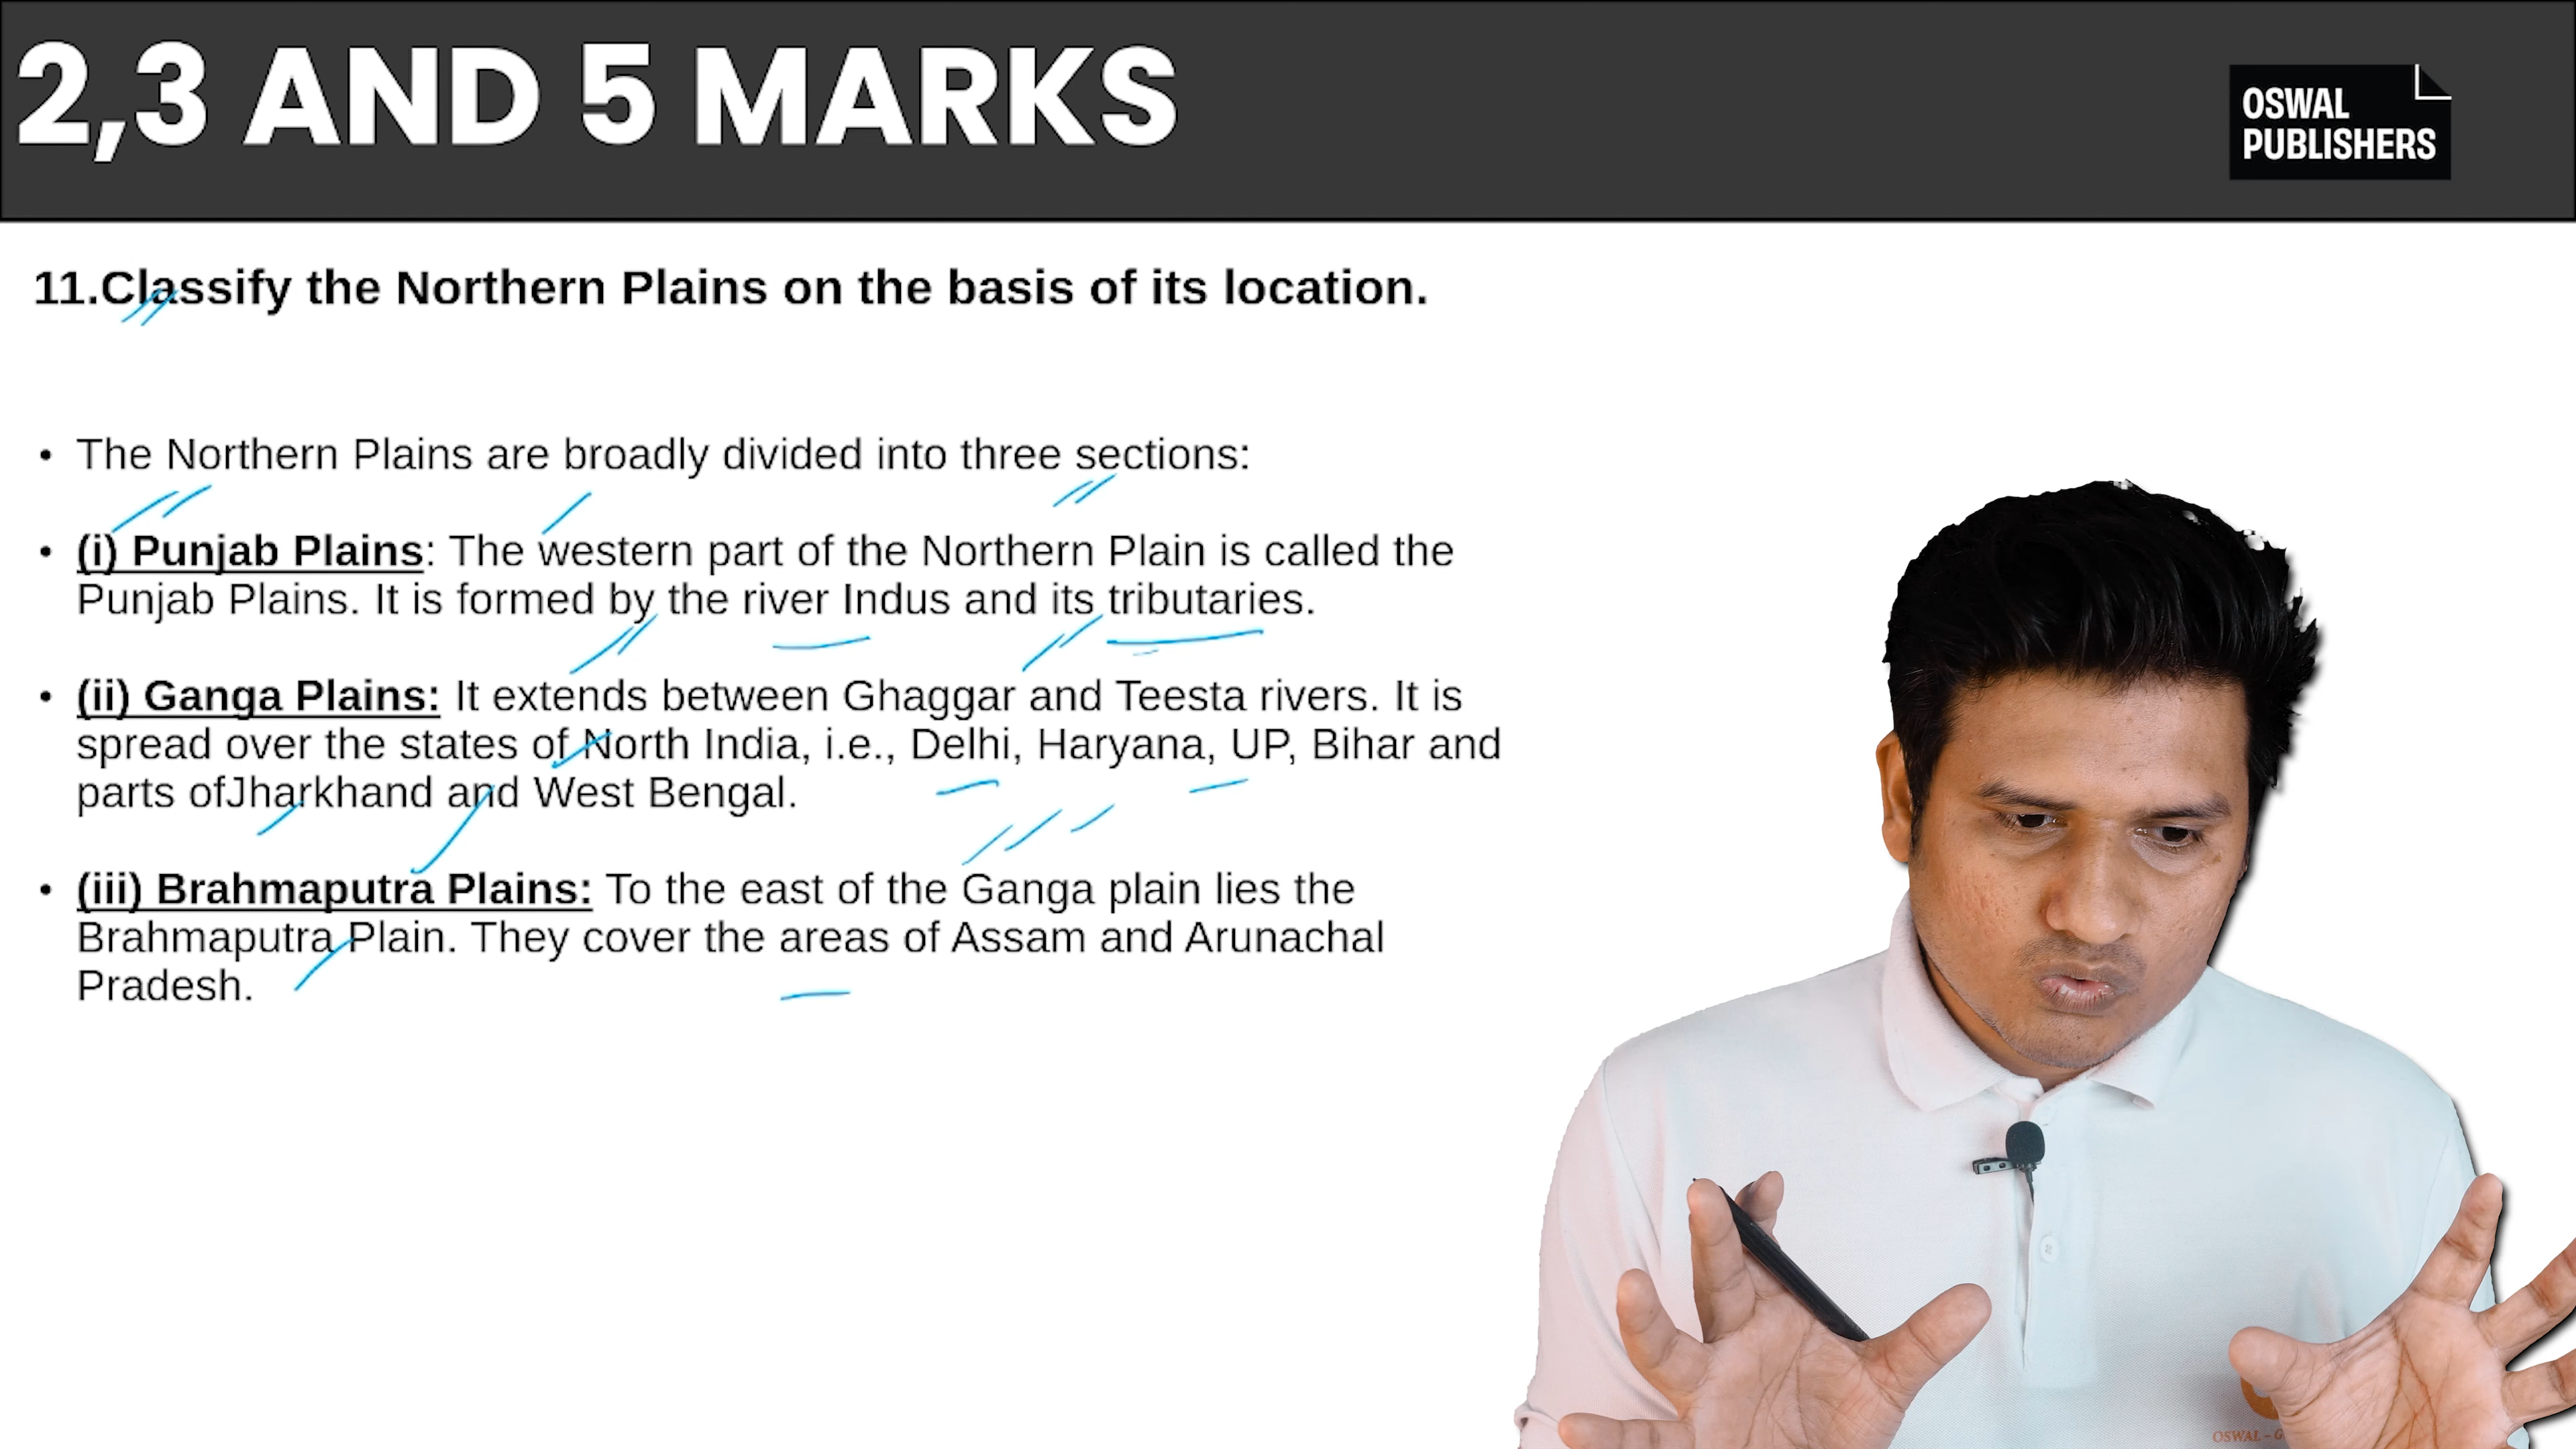 2,3 AND 5 MARKS
OSWAL
PUBLISHERS
11.Classify the Northern Plains on the basis of its location.
• The Northern Plains are broadly divided into three sections:
• (i) Punjab Plains: The western part of the Northern Plain is called the
Punjab Plains. It is formed by the river Indus and its tributaries.
• (ii) Ganga Plains: It extends between Ghaggar and Teesta rivers. It is
spread over the states of North India, i.e., Delhi, Haryana, UP, Bihar and
parts ofJharkhand and West Bengal.
• (iii) Brahmaputra Plains: To the east of the Ganga plain lies the
Brahmaputra Plain. They cover the areas of Assam and Arunachal
Pradesh.
OSWAL - G